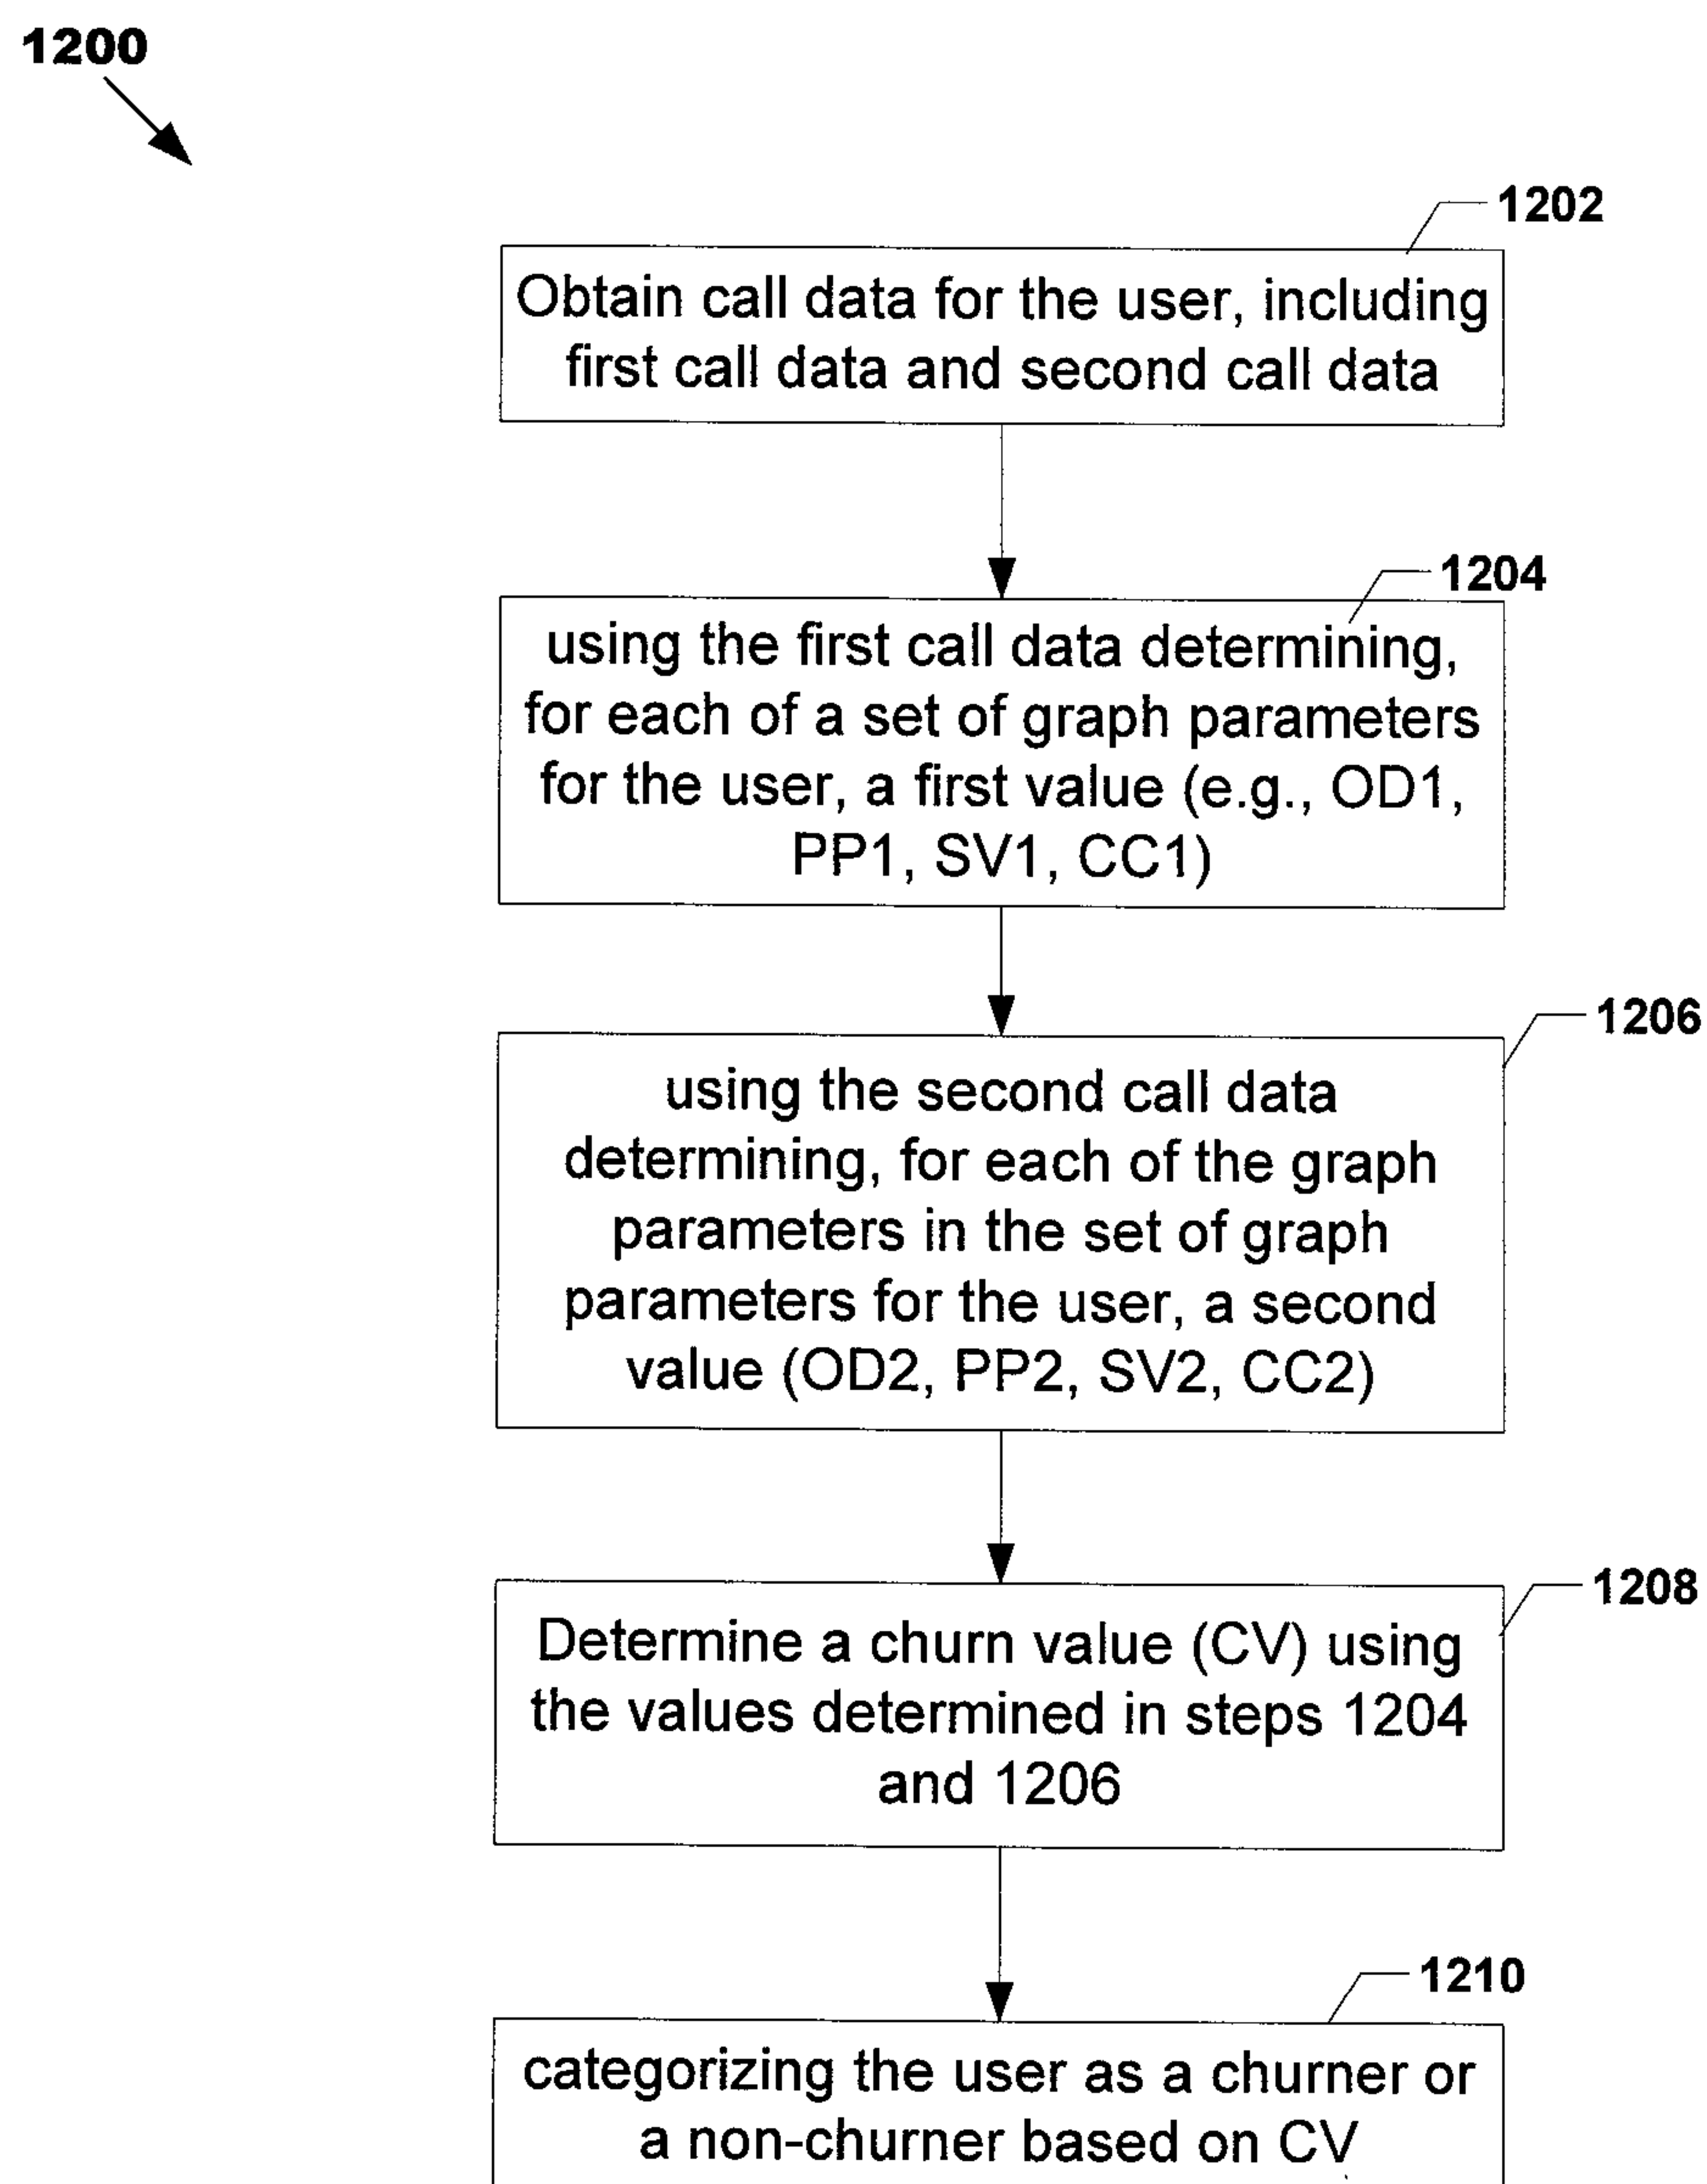 1200
1202
Obtain call data for the user, including
first call data and second call data
1204
using the first call data determining,
for each of a set of graph parameters
for the user, a first value (e.g., OD1,
PP1, SV1, CC1)
1206
using the second call data
determining, for each of the graph
parameters in the set of graph
parameters for the user, a second
value (OD2, PP2, SV2, CC2)
1208
Determine a churn value (CV) using
the values determined in steps 1204
and 1206
1210
categorizing the user as a churner or
a non-churner based on CV